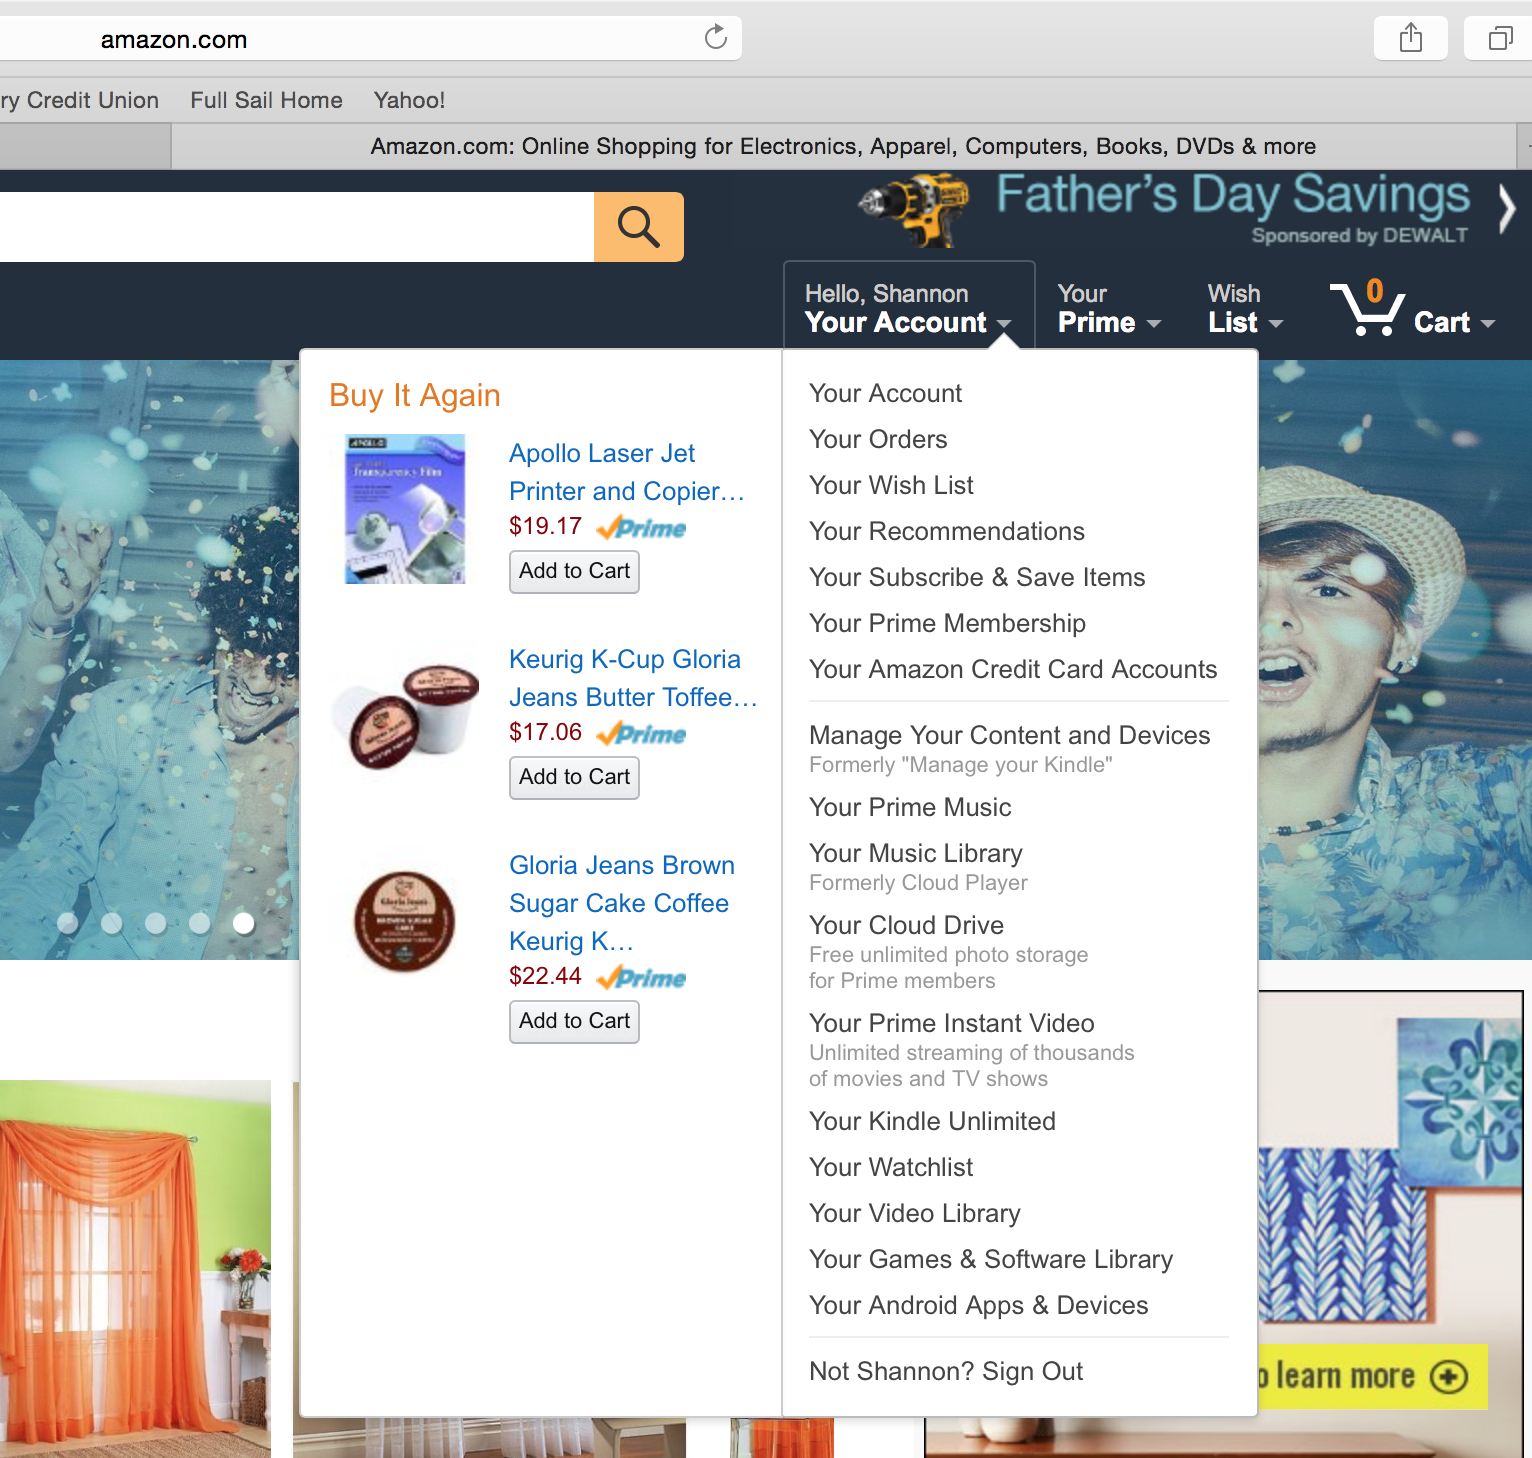 amazon.com
ry Credit Union Full Sail Home Yahoo!
Amazon.com: Online Shopping for Electronics, Apparel, Computers, Books, DVDs & more
Father's Day Savings
Sponsored by DEWALT
Hello, Shannon
Your Account
Your
Prime
Wish
List
0
Cart
Buy It Again
APOLLO
Transparency Film
Apollo Laser Jet
Printer and Copier…
$19.17 Prime
Add to Cart
Keurig K-Cup Gloria
Jeans Butter Toffee…
$17.06 Prime
Add to Cart
Gloria Jean's
BROWN SUGAR
CAKE
Gloria Jeans Brown
Sugar Cake Coffee
Keurig K…
$22.44 Prime
Add to Cart
Your Account
Your Orders
Your Wish List
Your Recommendations
Your Subscribe & Save Items
Your Prime Membership
Your Amazon Credit Card Accounts
Manage Your Content and Devices
Formerly "Manage your Kindle"
Your Prime Music
Your Music Library
Formerly Cloud Player
Your Cloud Drive
Free unlimited photo storage
for Prime members
Your Prime Instant Video
Unlimited streaming of thousands
of movies and TV shows
Your Kindle Unlimited
Your Watchlist
Your Video Library
Your Games & Software Library
Your Android Apps & Devices
Not Shannon? Sign Out
o learn more